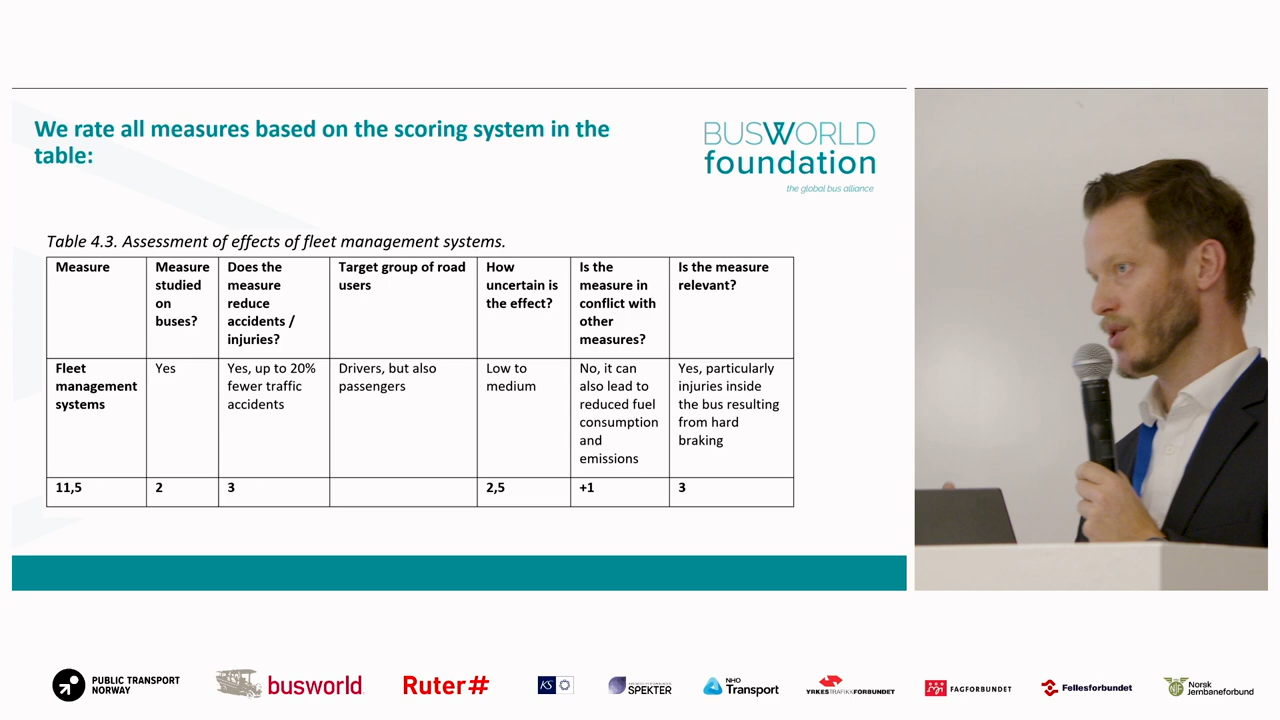 We rate all measures based on the scoring system in the
table:
BUSWORLD
foundation
the global bus alliance
Table 4.3. Assessment of effects of fleet management systems.
Measure
Measure
studied
on
buses?
Does the
measure
reduce
accidents /
injuries?
Target group of road
users
How
uncertain is
the effect?
Is the
measure in
conflict with
other
measures?
Is the measure
relevant?
Fleet
management
systems
Yes
Yes, up to 20%
fewer traffic
accidents
Drivers, but also
passengers
Low to
medium
No, it can
also lead to
reduced fuel
consumption
and
emissions
Yes, particularly
injuries inside
the bus resulting
from hard
braking
11,5
2
3
2,5
+1
3
PUBLIC TRANSPORT
NORWAY
busworld
Ruter#
KS
SPEKTER
NHO
Transport
YRKESTRAFIKKFORBUNDET
FAGFORBUNDET
Fellesforbundet
Norsk
Jernbaneforbund